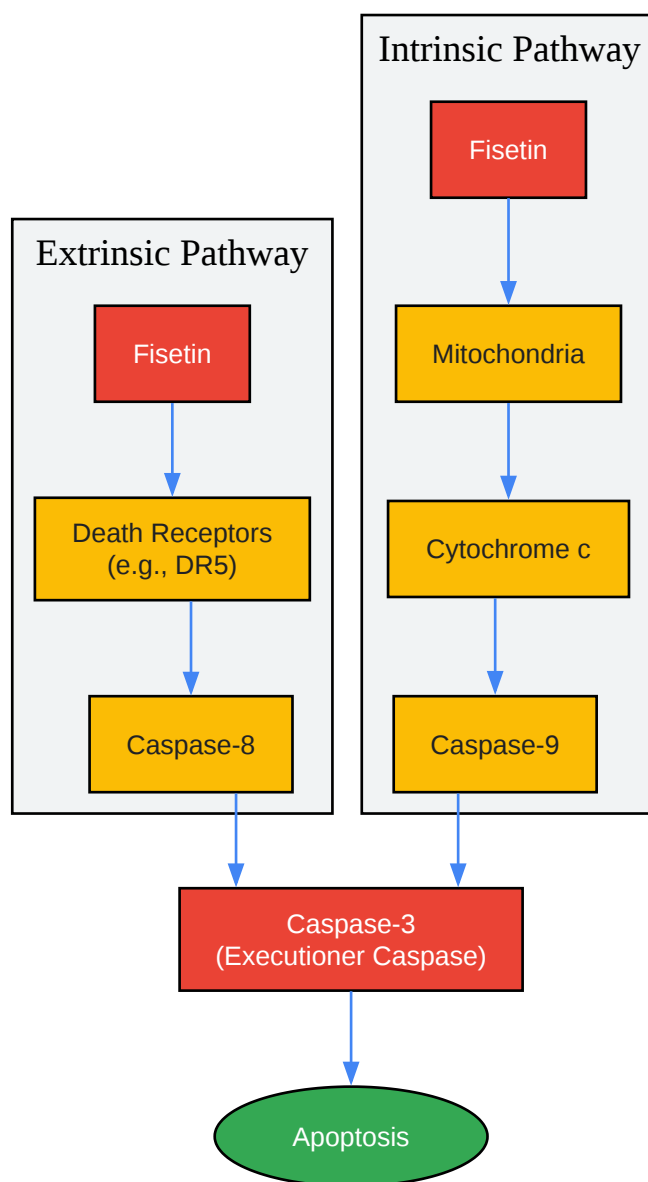 Extrinsic Pathway
Fisetin
Death Receptors
(e.g., DR5)
Caspase-8
Intrinsic Pathway
Fisetin
Mitochondria
Cytochrome c
Caspase-9
Caspase-3
(Executioner Caspase)
Apoptosis